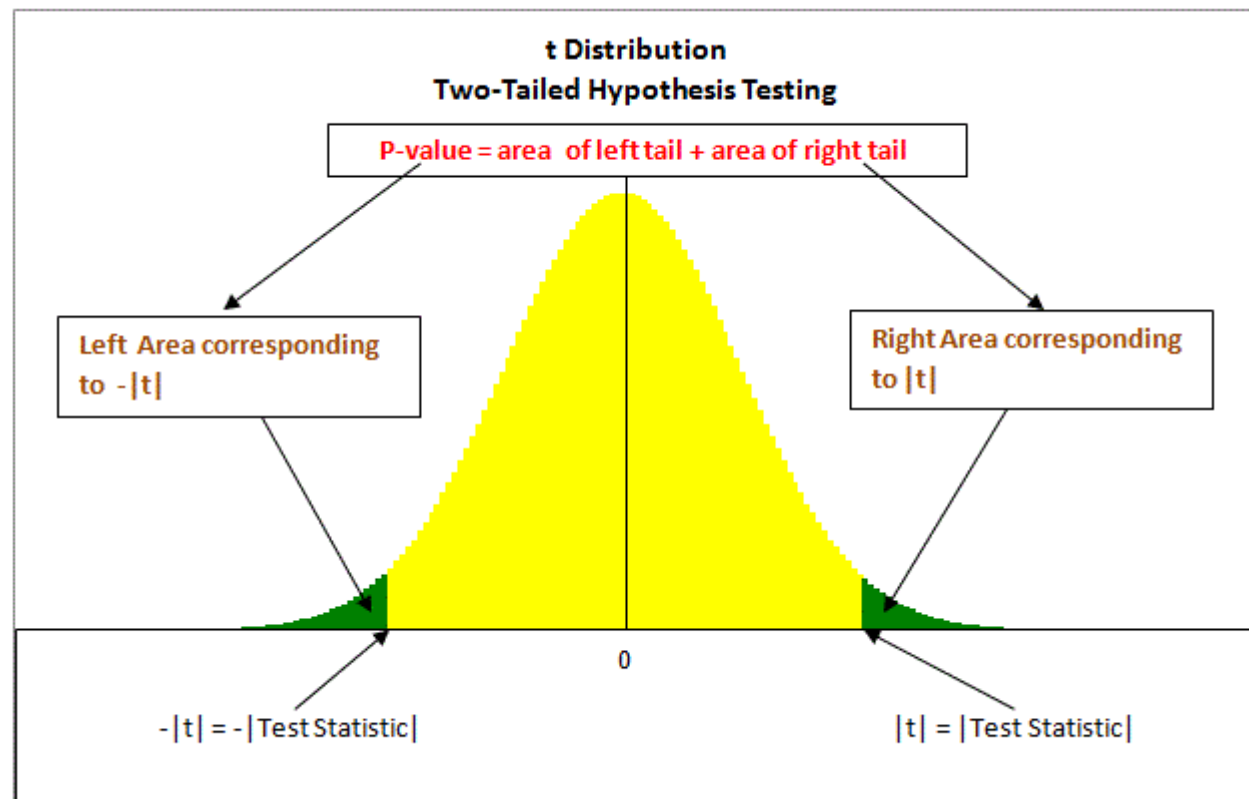 t Distribution
Two-Tailed Hypothesis Testing
P-value = area of left tail + area of right tail
Left Area corresponding
to -|t|
Right Area corresponding
to |t|
0
-|t| = -|Test Statistic|
|t| = |Test Statistic|